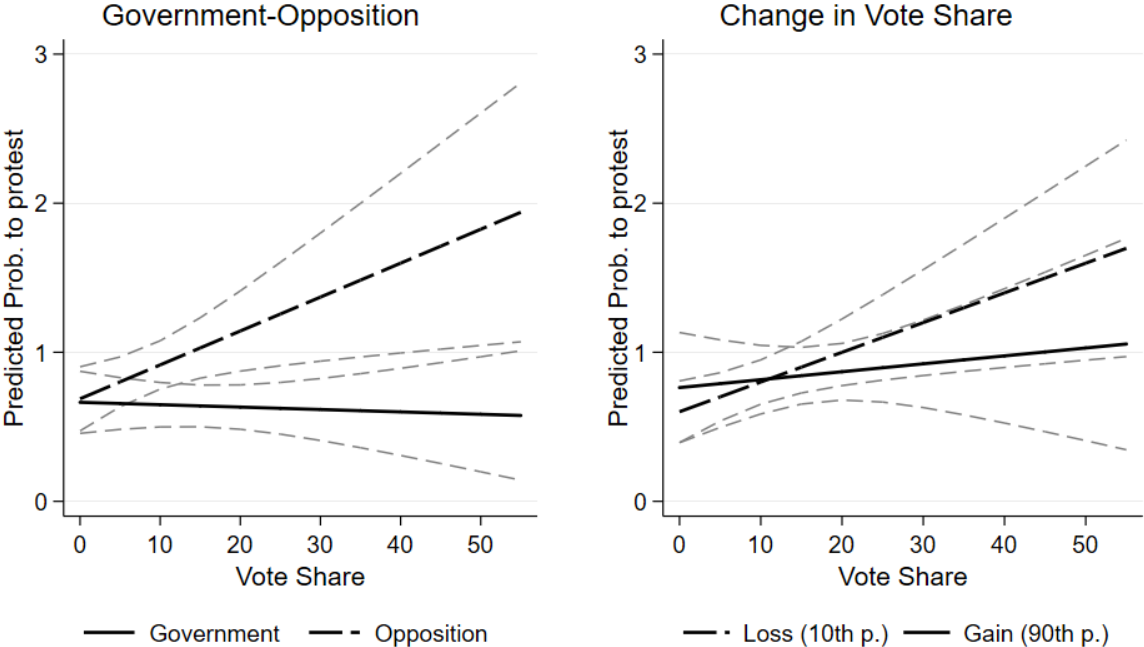 Government-Opposition
Predicted Prob. to protest
3
2
1
0
0 10 20 30 40 50
Vote Share
Government Opposition
Change in Vote Share
Predicted Prob. to protest
3
2
1
0
0 10 20 30 40 50
Vote Share
Loss (10th p.) Gain (90th p.)